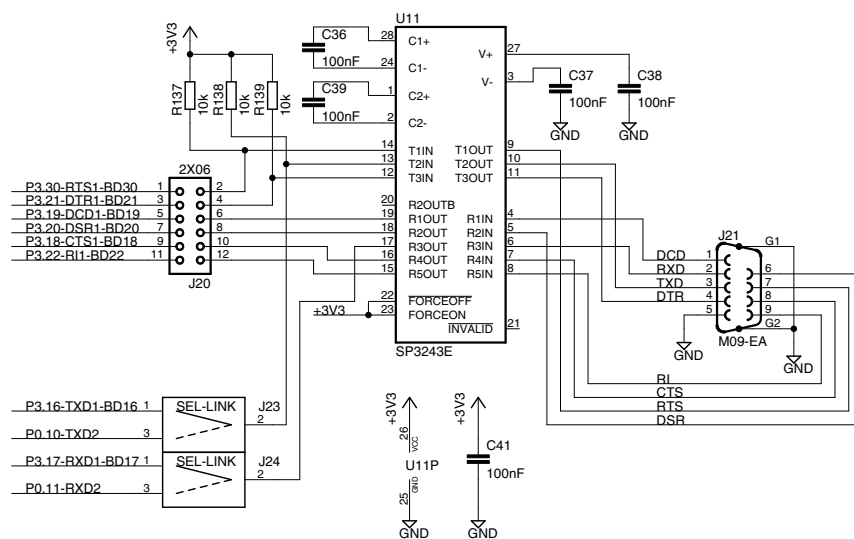 U11
+3V3
C36
28
C1+
100nF
24
C1-
C39
1
C2+
100nF
2
C2-
R137
10k
R138
10k
R139
10k
V+
27
V-
3
C37
100nF
C38
100nF
GND
GND
14
T1IN
T1OUT
9
13
T2IN
T2OUT
10
12
T3IN
T3OUT
11
2X06
P3.30-RTS1-BD30
1
2
P3.21-DTR1-BD21
3
4
P3.19-DCD1-BD19
5
6
P3.20-DSR1-BD20
7
8
P3.18-CTS1-BD18
9
10
P3.22-RI1-BD22
11
12
J20
20
R2OUTB
19
R1OUT
R1IN
4
18
R2OUT
R2IN
5
17
R3OUT
R3IN
6
16
R4OUT
R4IN
7
15
R5OUT
R5IN
8
+3V3
22
FORCEOFF
23
FORCEON
INVALID
21
SP3243E
J21
G1
DCD
1
RXD
2
6
TXD
3
7
DTR
4
8
5
9
G2
M09-EA
GND
GND
RI
CTS
RTS
DSR
P3.16-TXD1-BD16
1
SEL-LINK
J23
2
P0.10-TXD2
3
P3.17-RXD1-BD17
1
SEL-LINK
J24
2
P0.11-RXD2
3
+3V3
26
VCC
U11P
25
GND
GND
+3V3
C41
100nF
GND